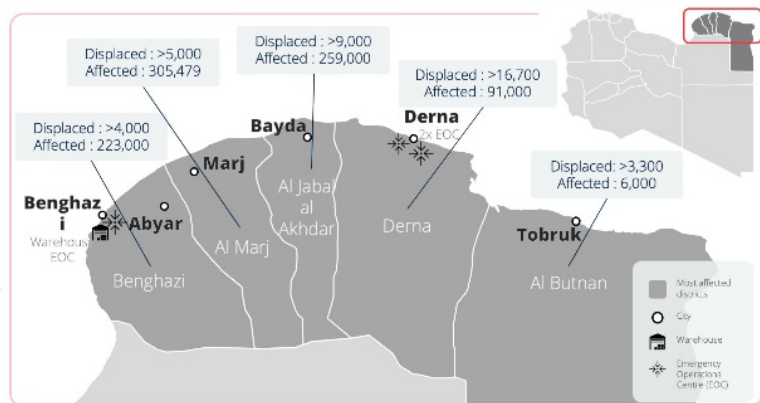 Displaced : >9,000
Affected : 259,000
Displaced : >5,000
Affected : 305,479
Displaced : >16,700
Affected : 91,000
Displaced : >4,000
Affected : 223,000
Displaced: >3,300
Affected : 6,000
Bayda
Derna
2x EOC
Marj
Benghaz
i
Warehous
EOC
Abyar
Tobruk
Al Jabal
al
Akhdar
Al Marj
Derna
Benghazi
Al Butnan
Most affected
districts
City
Warehouse
Emergency
Operations
Centre (EOC)